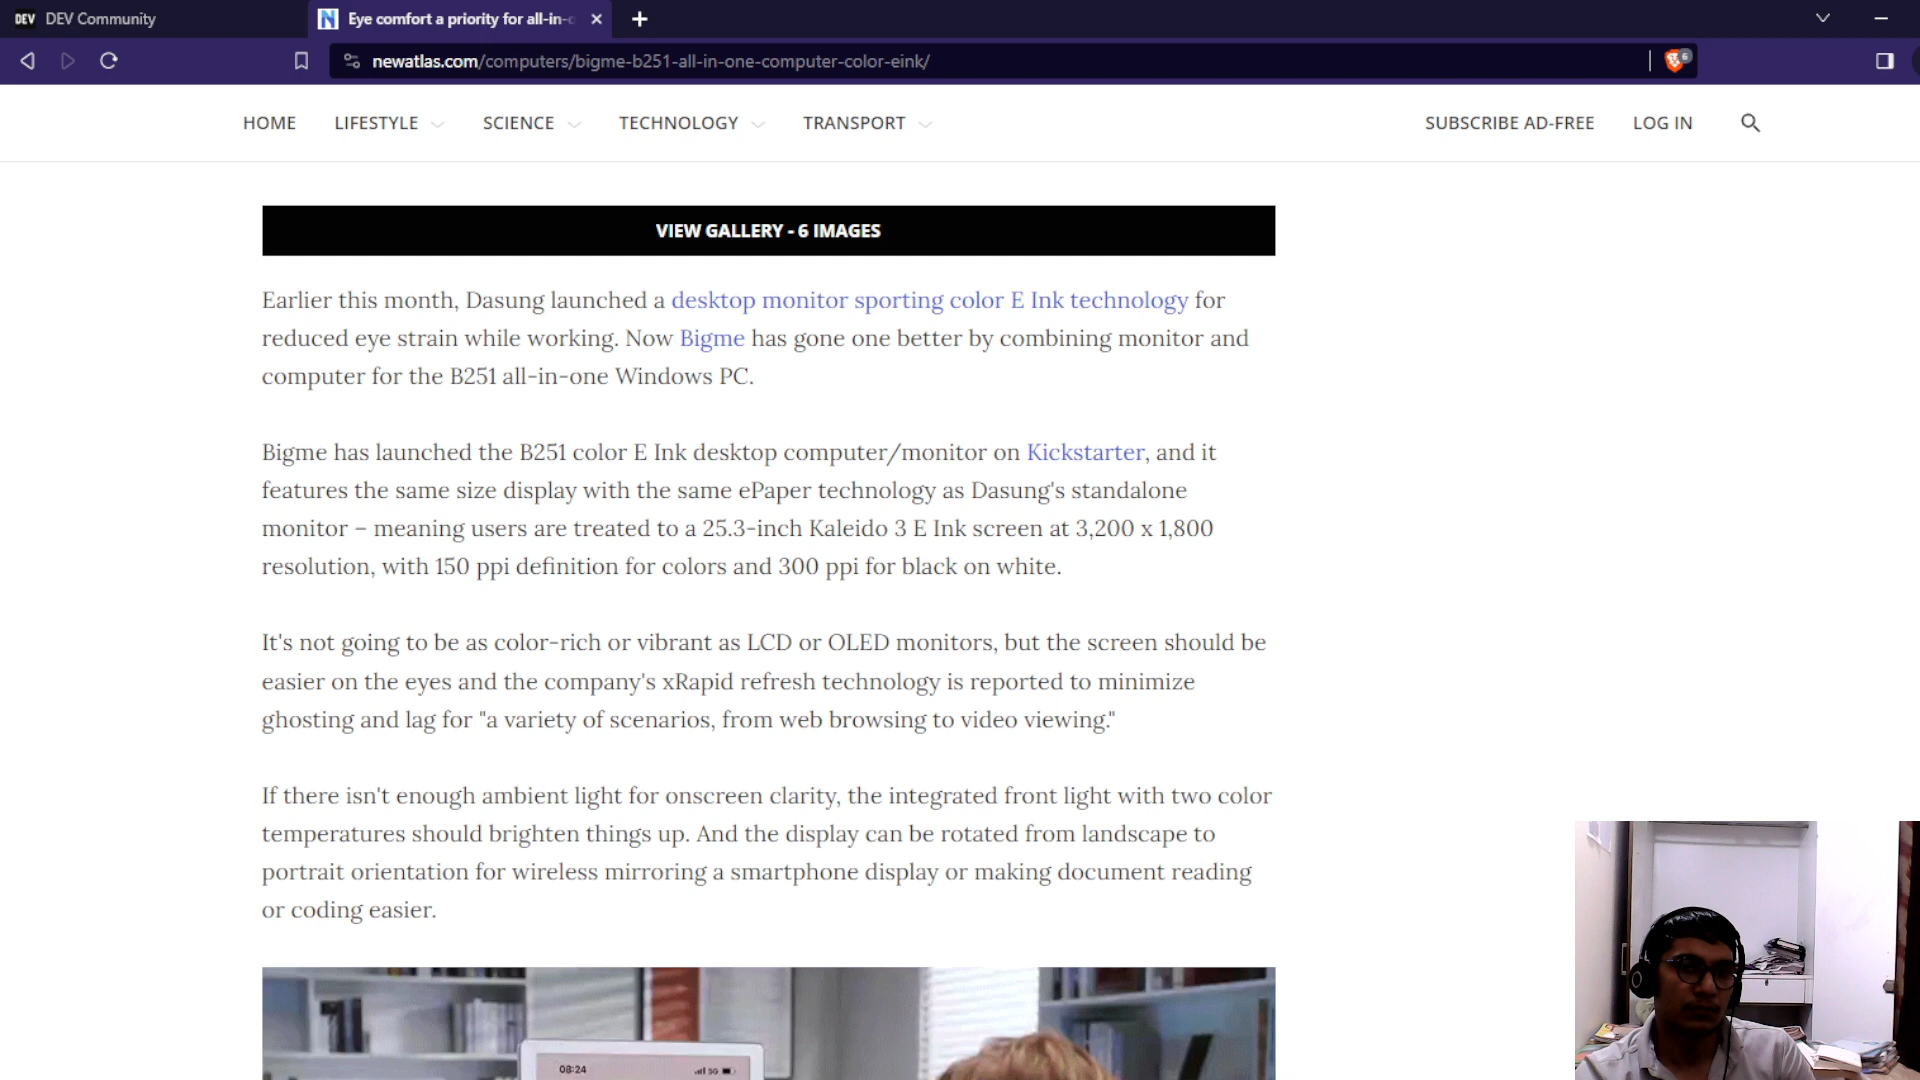 DEV DEV Community
N Eye comfort a priority for all-in-o
newatlas.com/computers/bigme-b251-all-in-one-computer-color-eink/
6
HOME LIFESTYLE SCIENCE TECHNOLOGY TRANSPORT SUBSCRIBE AD-FREE LOG IN
VIEW GALLERY - 6 IMAGES
Earlier this month, Dasung launched a desktop monitor sporting color E Ink technology for
reduced eye strain while working. Now Bigme has gone one better by combining monitor and
computer for the B251 all-in-one Windows PC.
Bigme has launched the B251 color E Ink desktop computer/monitor on Kickstarter, and it
features the same size display with the same ePaper technology as Dasung's standalone
monitor – meaning users are treated to a 25.3-inch Kaleido 3 E Ink screen at 3,200 x 1,800
resolution, with 150 ppi definition for colors and 300 ppi for black on white.
It's not going to be as color-rich or vibrant as LCD or OLED monitors, but the screen should be
easier on the eyes and the company's xRapid refresh technology is reported to minimize
ghosting and lag for "a variety of scenarios, from web browsing to video viewing."
If there isn't enough ambient light for onscreen clarity, the integrated front light with two color
temperatures should brighten things up. And the display can be rotated from landscape to
portrait orientation for wireless mirroring a smartphone display or making document reading
or coding easier.
08:24 5G